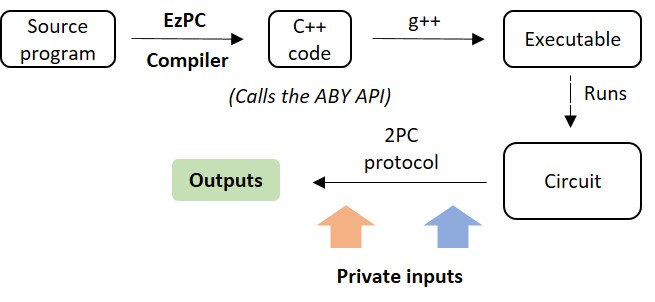 Source
program
EzPC
Compiler
C++
code
g++
Executable
(Calls the ABY API)
Runs
2PC
protocol
Outputs
Circuit
Private inputs